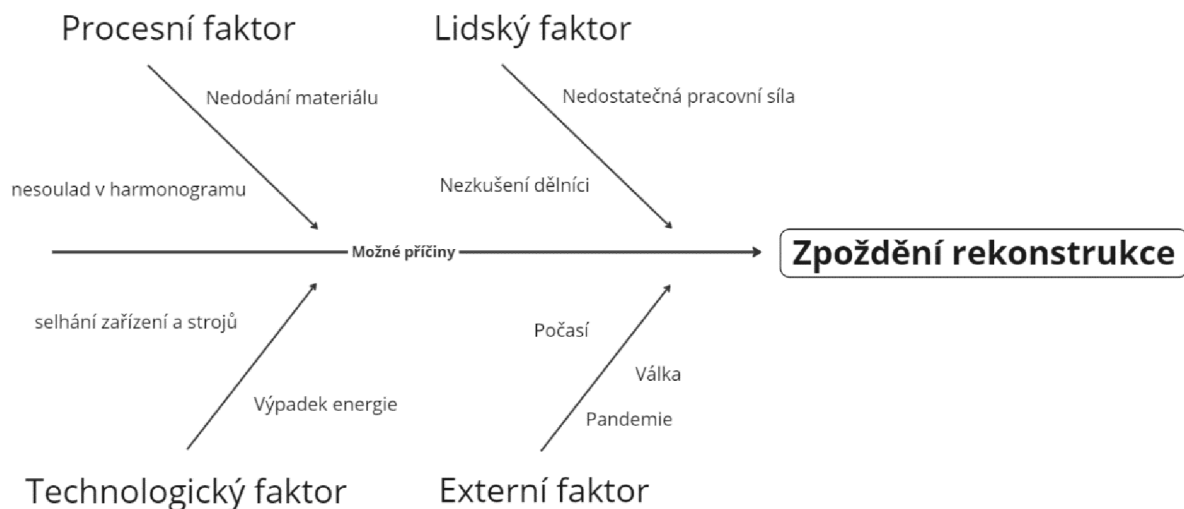 Procesní faktor
Lidský faktor
Nedodání materiálu
Nedostatečná pracovní síla
nesoulad v harmonogramu
Nezkušení dělníci
Možné příčiny
Zpoždění rekonstrukce
selhání zařízení a strojů
Počasí
Válka
Výpadek energie
Pandemie
Technologický faktor
Externí faktor